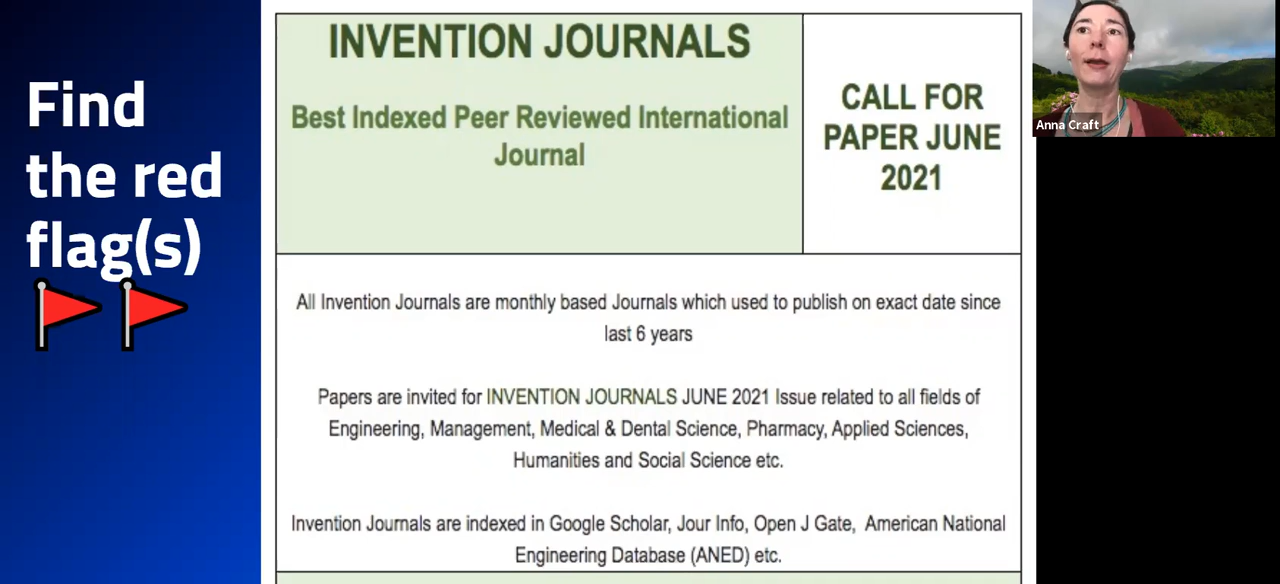 Find
the red
flag(s)
INVENTION JOURNALS
Best Indexed Peer Reviewed International
Journal
CALL FOR
PAPER JUNE
2021
All Invention Journals are monthly based Journals which used to publish on exact date since
last 6 years
Papers are invited for INVENTION JOURNALS JUNE 2021 Issue related to all fields of
Engineering, Management, Medical & Dental Science, Pharmacy, Applied Sciences,
Humanities and Social Science etc.
Invention Journals are indexed in Google Scholar, Jour Info, Open J Gate, American National
Engineering Database (ANED) etc.
Anna Craft